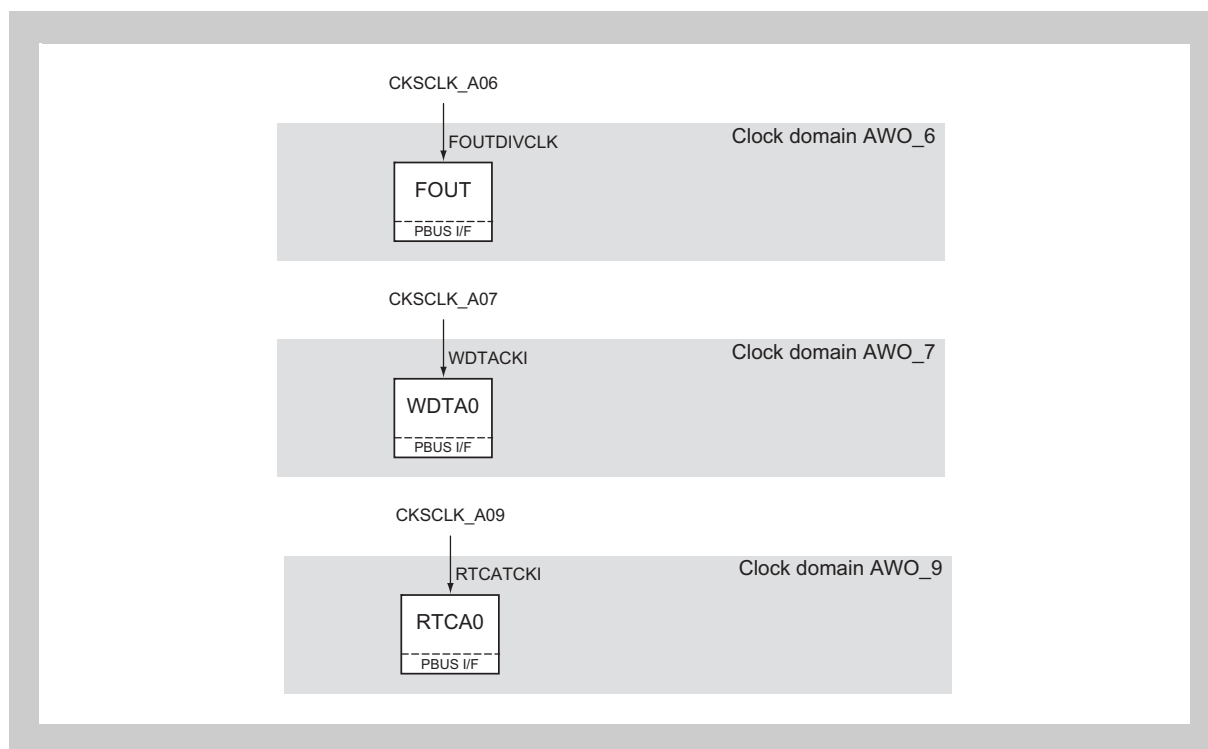 CKSCLK_A06
Clock domain AWO_6
FOUTDIVCLK
FOUT
PBUS I/F
CKSCLK_A07
Clock domain AWO_7
WDTACKI
WDTA0
PBUS I/F
CKSCLK_A09
Clock domain AWO_9
RTCATCKI
RTCA0
PBUS I/F